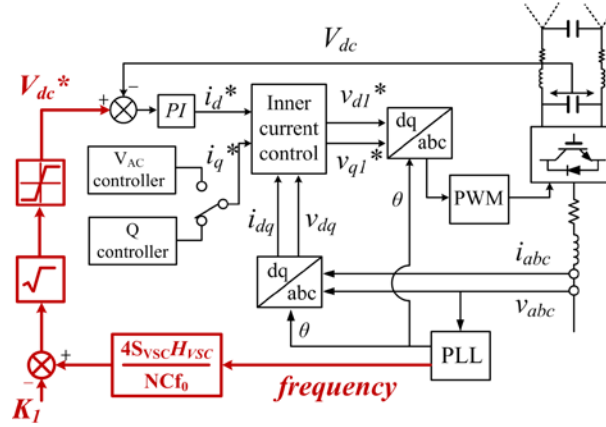 V_dc
V_dc*
+
−
PI
i_d*
Inner
current
control
v_d1*
v_q1*
dq
abc
V_AC
controller
i_q*
Q
controller
i_dq
v_dq
θ
PWM
dq
abc
i_abc
v_abc
θ
√
PLL
4S_VSC H_VSC
NCf_0
+
−
frequency
K_1